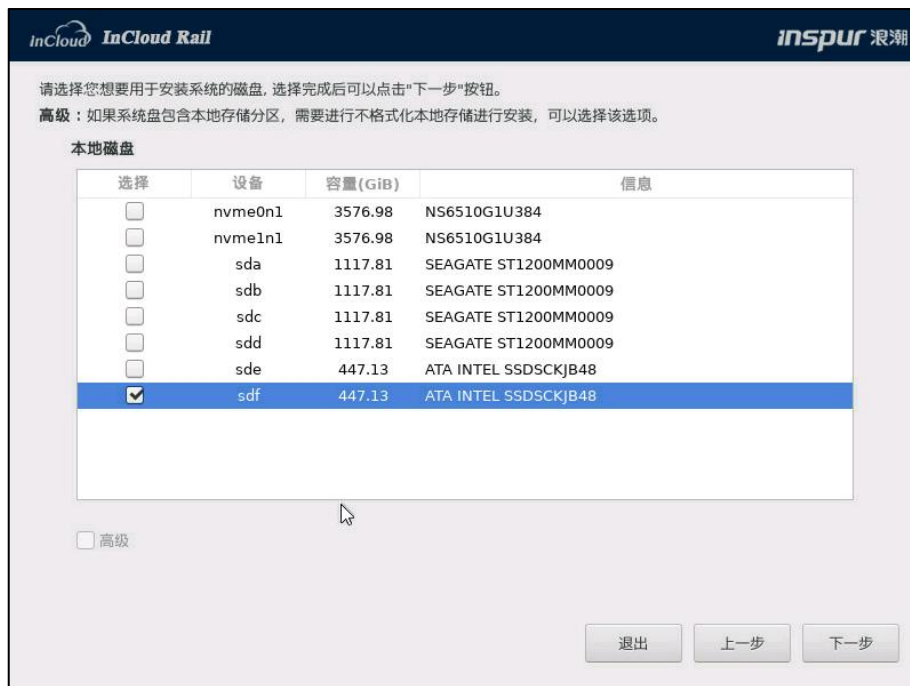 InCloud InCloud Rail inspur 浪潮
请选择您想要用于安装系统的磁盘, 选择完成后可以点击"下一步"按钮。
高级：如果系统盘包含本地存储分区，需要进行不格式化本地存储进行安装，可以选择该选项。
本地磁盘
选择 设备 容量(GiB) 信息
nvme0n1 3576.98 NS6510G1U384
nvme1n1 3576.98 NS6510G1U384
sda 1117.81 SEAGATE ST1200MM0009
sdb 1117.81 SEAGATE ST1200MM0009
sdc 1117.81 SEAGATE ST1200MM0009
sdd 1117.81 SEAGATE ST1200MM0009
sde 447.13 ATA INTEL SSDSCKJB48
sdf 447.13 ATA INTEL SSDSCKJB48
高级
退出 上一步 下一步